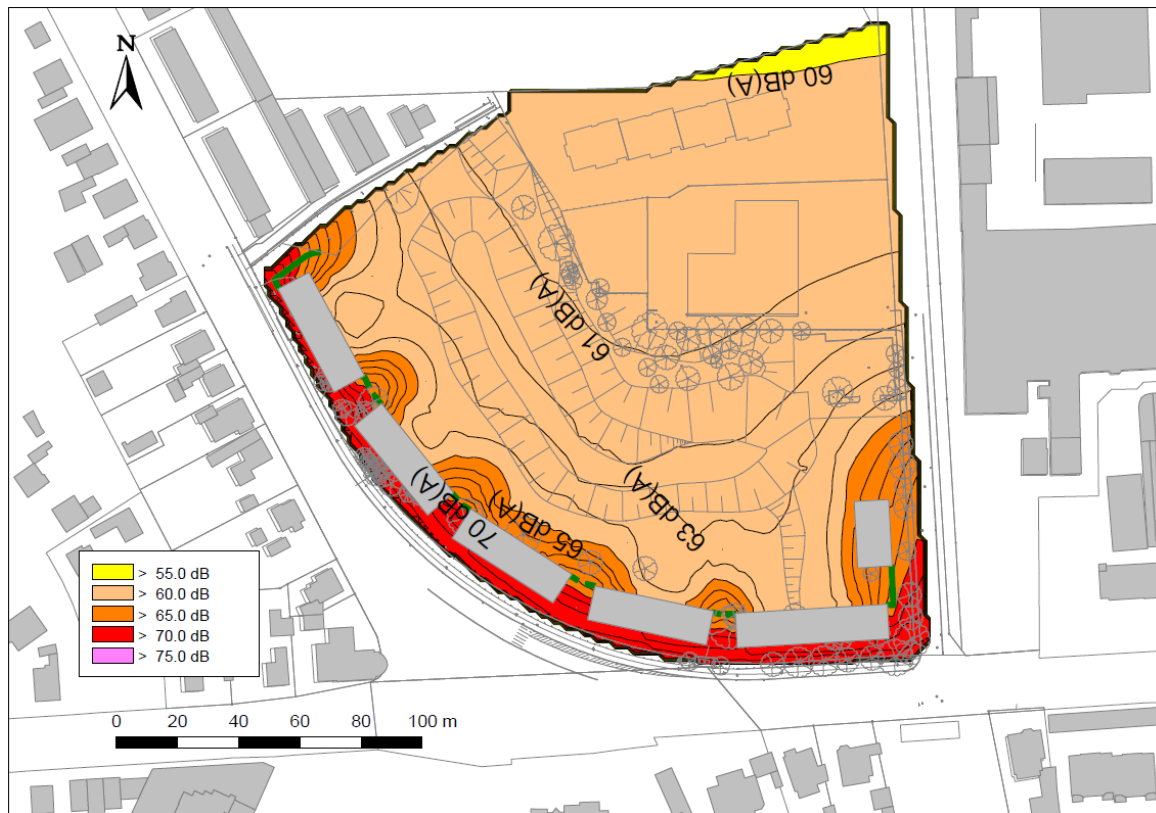 N
60 dB(A)
61 dB(A)
63 dB(A)
65 dB(A)
70 dB(A)
> 55.0 dB
> 60.0 dB
> 65.0 dB
> 70.0 dB
> 75.0 dB
0 20 40 60 80 100 m